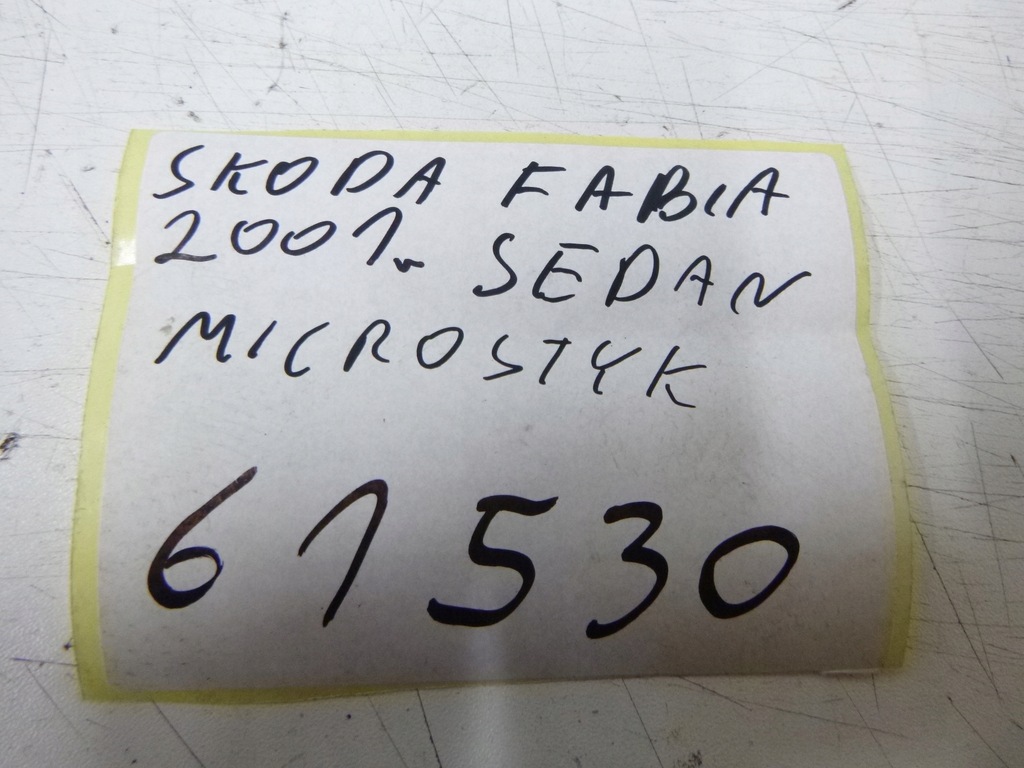 SKODA FABIA
2001r SEDAN
MICROSTYK
61530